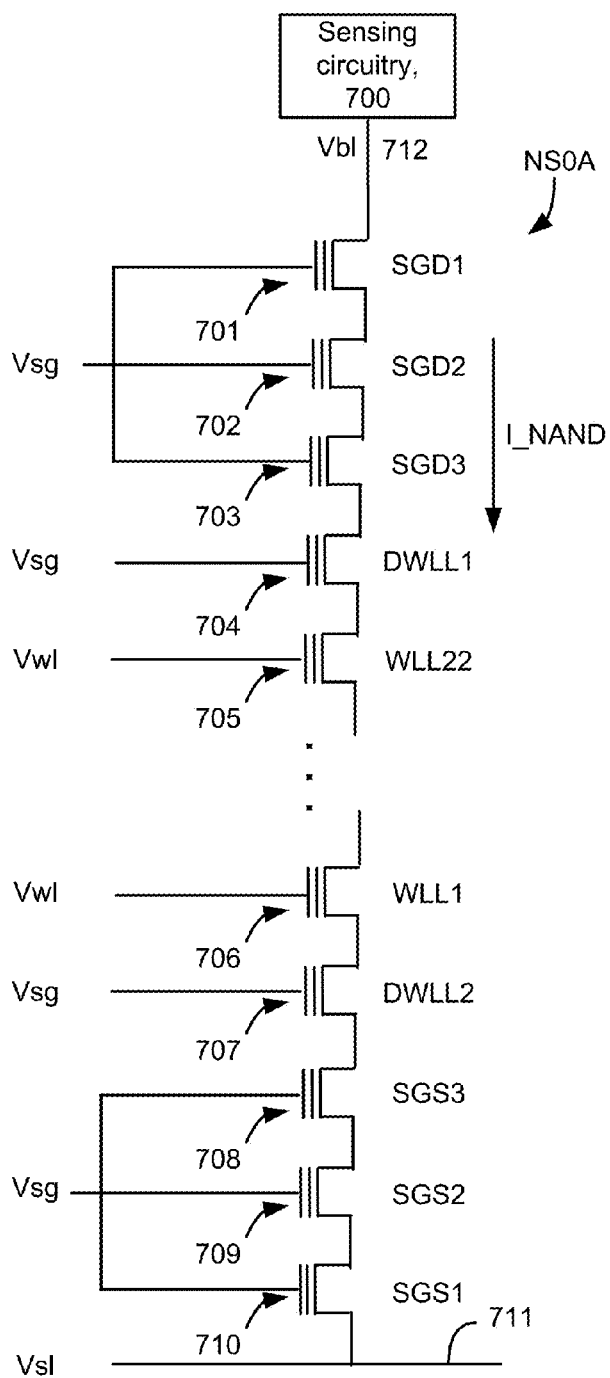 Sensing
circuitry,
700
Vbl 712
NS0A
SGD1
701
Vsg
SGD2
702
I_NAND
SGD3
703
Vsg
DWLL1
704
Vwl
WLL22
705
Vwl
WLL1
706
Vsg
DWLL2
707
SGS3
708
Vsg
SGS2
709
SGS1
710
711
Vsl